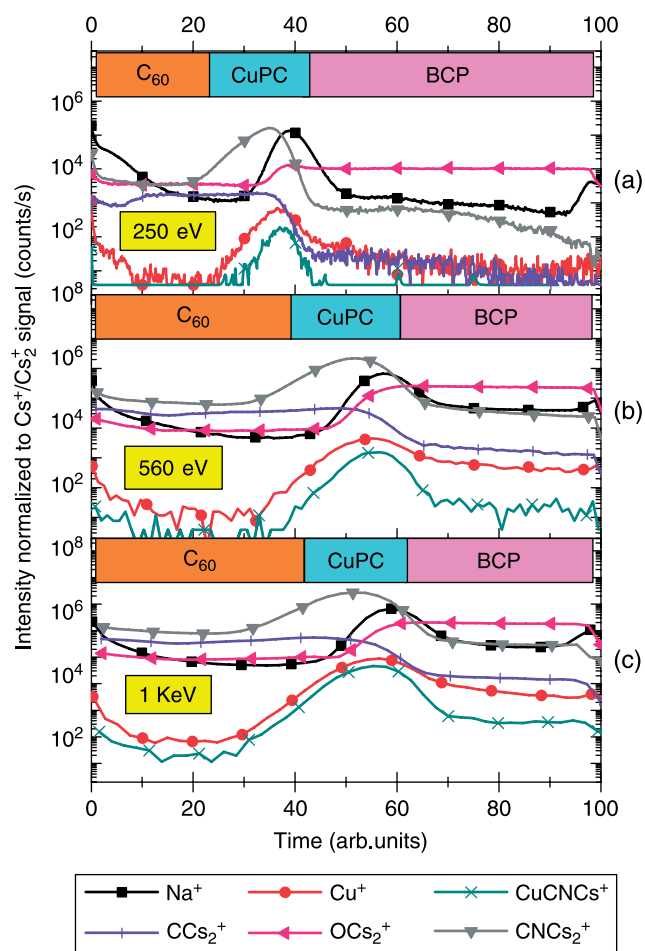 0 20 40 60 80 100
C60 CuPC BCP
10^6
10^4
10^2
250 eV
(a)
10^8
C60 CuPC BCP
10^6
10^4
10^2
560 eV
(b)
10^8
C60 CuPC BCP
10^6
10^4
10^2
1 KeV
(c)
Intensity normalized to Cs+/Cs2+ signal (counts/s)
0 20 40 60 80 100
Time (arb.units)
Na+ Cu+ CuCNCs+
CCs2+ OCs2+ CNCs2+